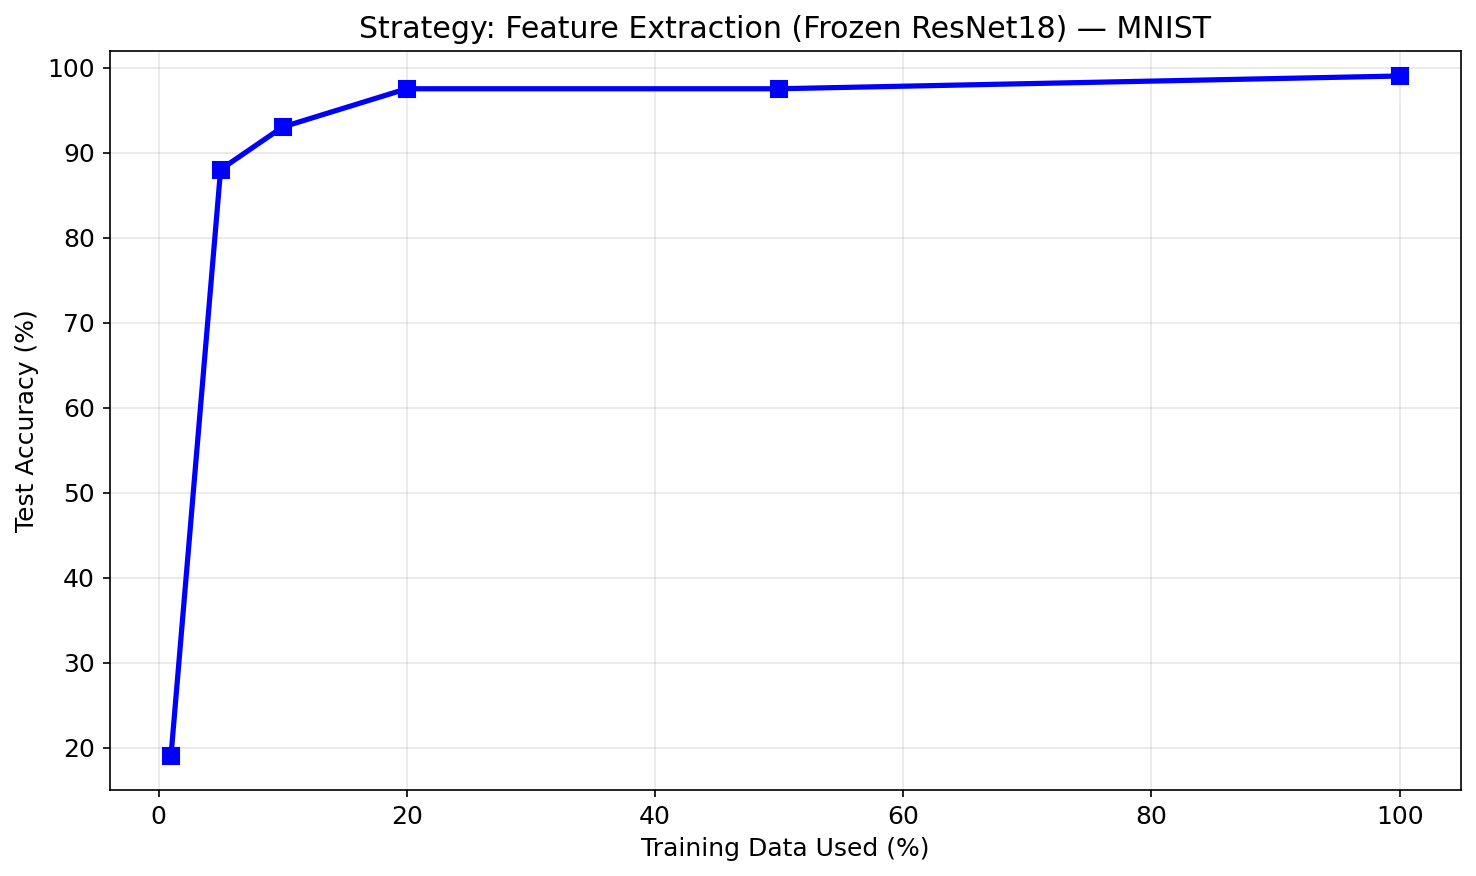 Strategy: Feature Extraction (Frozen ResNet18) — MNIST
100
90
80
70
60
50
40
30
20
Test Accuracy (%)
0 20 40 60 80 100
Training Data Used (%)